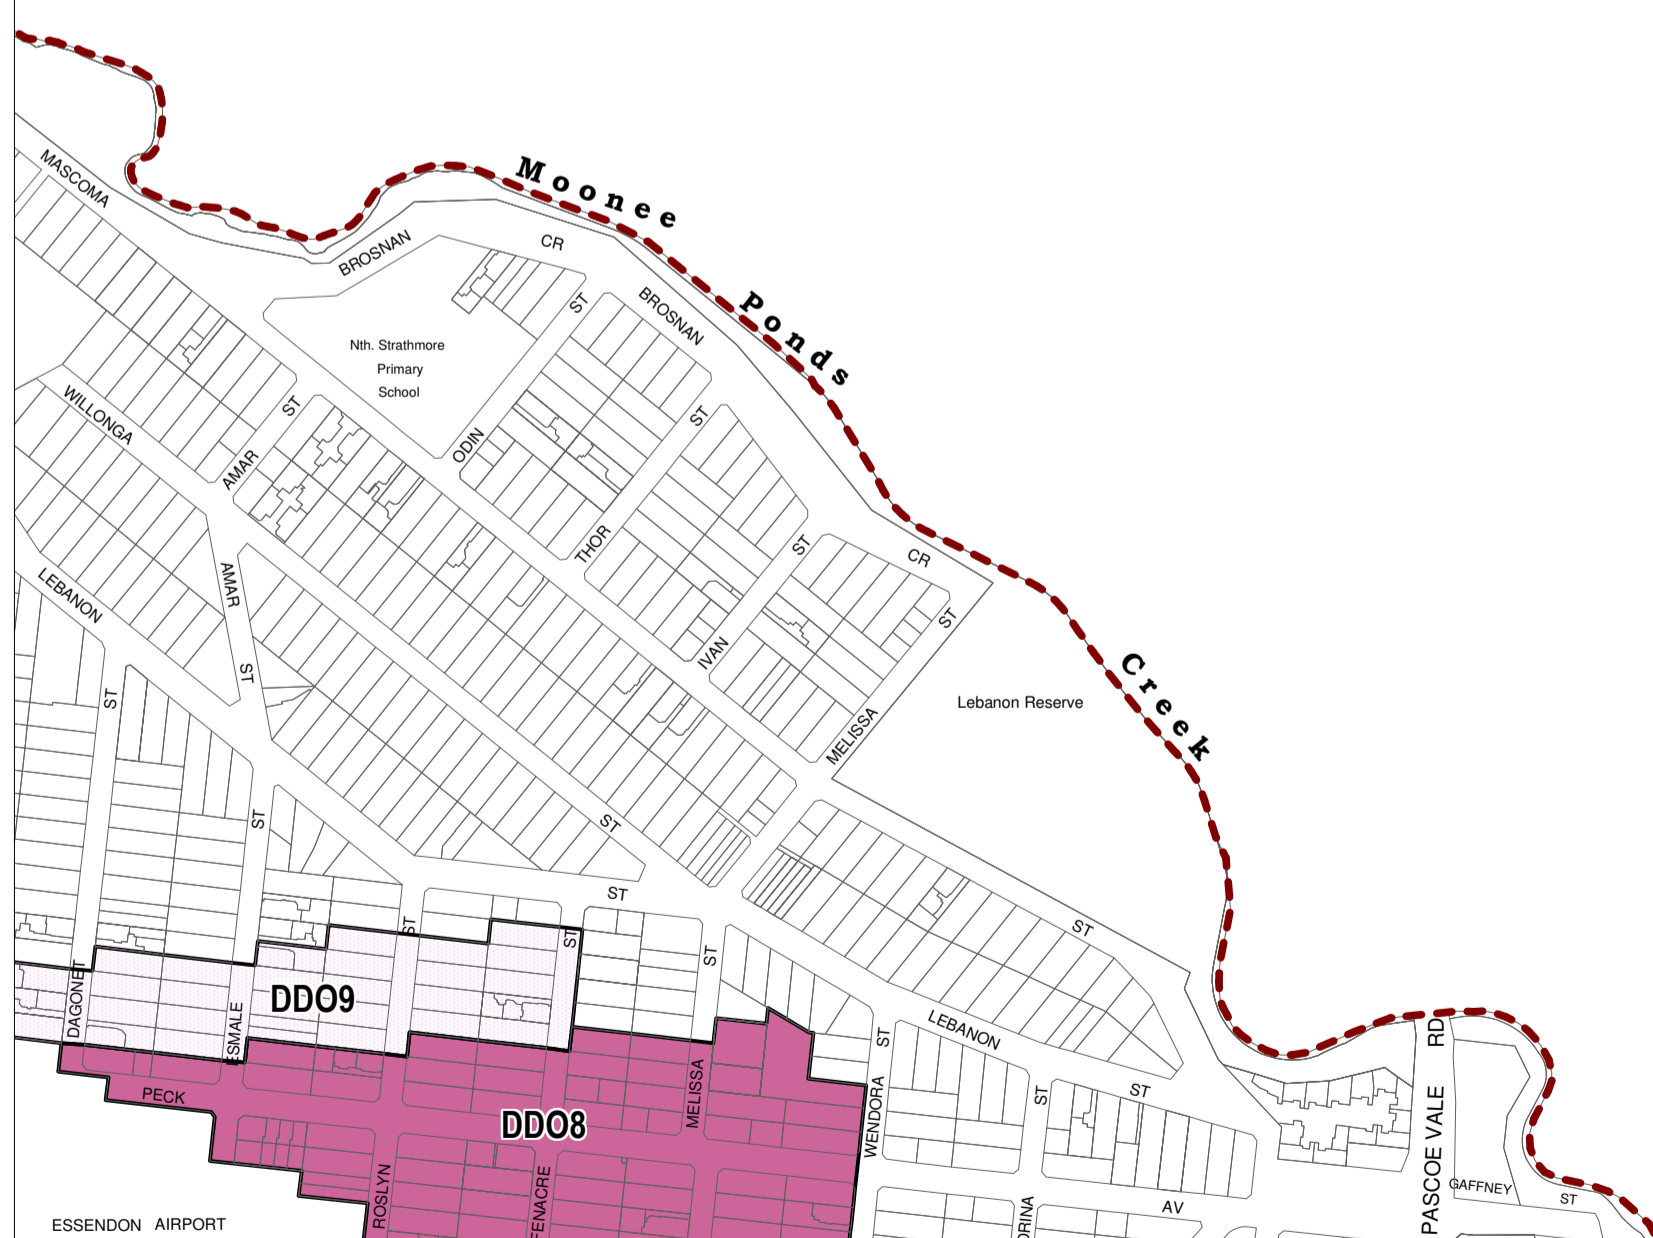 Moonee
Ponds
Creek
MASCOMA
BROSNAN
CR
BROSNAN
Nth. Strathmore
Primary
School
ST
WILLONGA
ST
AMAR
ODIN
ST
THOR
ST
CR
ST
AMAR
ST
LEBANON
IVAN
MELISSA
Lebanon Reserve
ST
ST
ST
ST
ST
ST
ST
ST
ST
DAGONET
ESMALE
DDO9
LEBANON
ST
ST
ST
PASCOE VALE RD
PECK
MELISSA
WENDORA
DDO8
ROSLYN
FENACRE
DRINA
AV
GAFFNEY
ST
ESSENDON AIRPORT